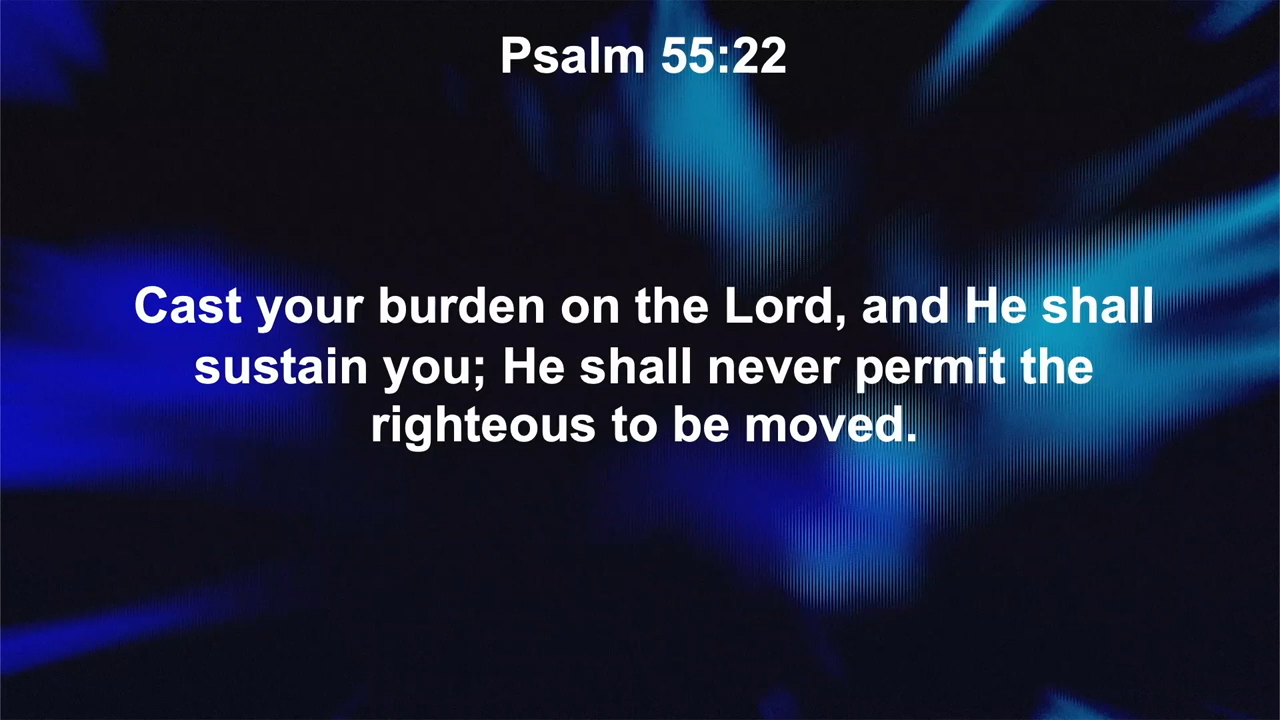 Psalm 55:22
Cast your burden on the Lord, and He shall
sustain you; He shall never permit the
righteous to be moved.